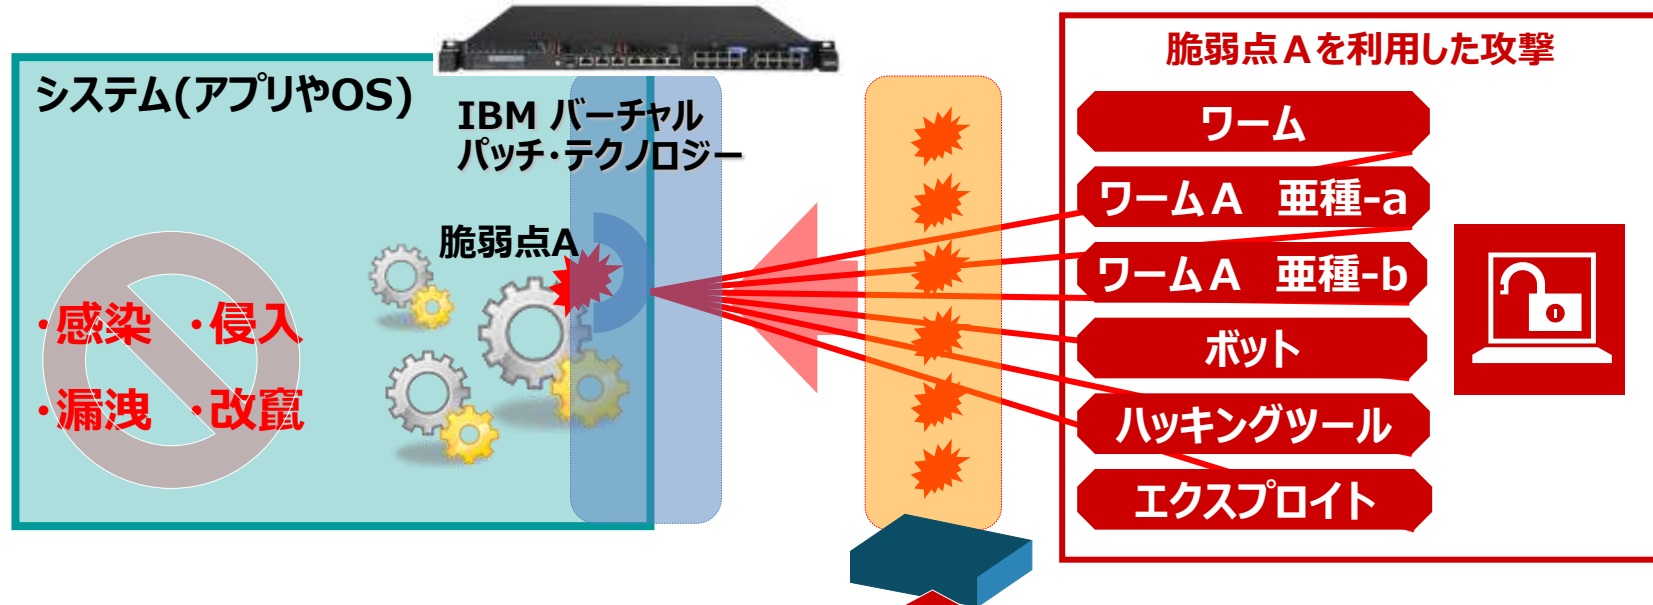 システム(アプリやOS)
IBM バーチャル
パッチ・テクノロジー
脆弱点A
・感染 ・侵入
・漏洩 ・改竄
脆弱点Aを利用した攻撃
ワーム
ワームA 亜種-a
ワームA 亜種-b
ボット
ハッキングツール
エクスプロイト